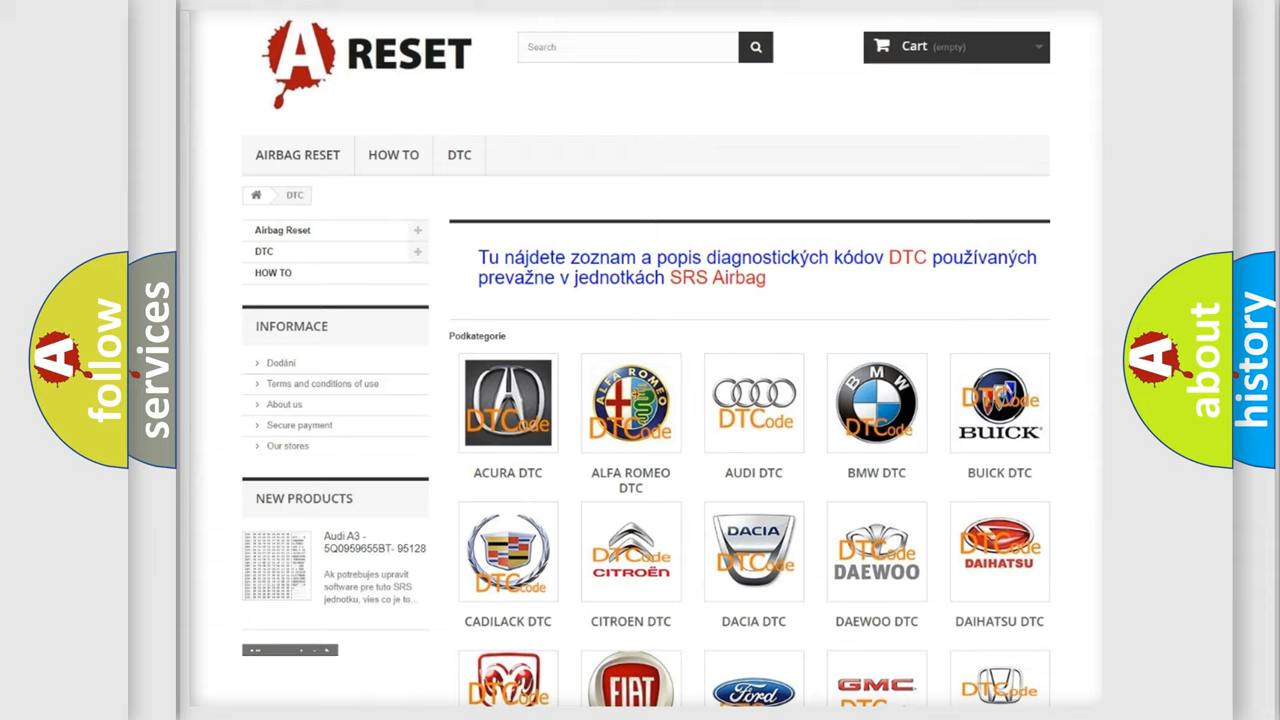 A RESET
Search
Cart (empty)
AIRBAG RESET
HOW TO
DTC
DTC
Airbag Reset
DTC
HOW TO
Tu nájdete zoznam a popis diagnostických kódov DTC používaných
prevažne v jednotkách SRS Airbag
INFORMACE
Dodání
Terms and conditions of use
About us
Secure payment
Our stores
NEW PRODUCTS
Audi A3 -
5Q0959655BT- 95128
Ak potrebujes upravit
software pre tuto SRS
jednotku, vies co je to...
Podkategorie
DTCode
ALFA ROMEO
DTCode
DTCode
BMW
DTCode
DTCode
BUICK
ACURA DTC
ALFA ROMEO
DTC
AUDI DTC
BMW DTC
BUICK DTC
DTCode
DTCode
CITROËN
DACIA
DTCode
DTCode
DAEWOO
DTCode
DAIHATSU
CADILACK DTC
CITROEN DTC
DACIA DTC
DAEWOO DTC
DAIHATSU DTC
DTCode
FIAT
Ford
GMC
DTCode
A follow
services
A about
history